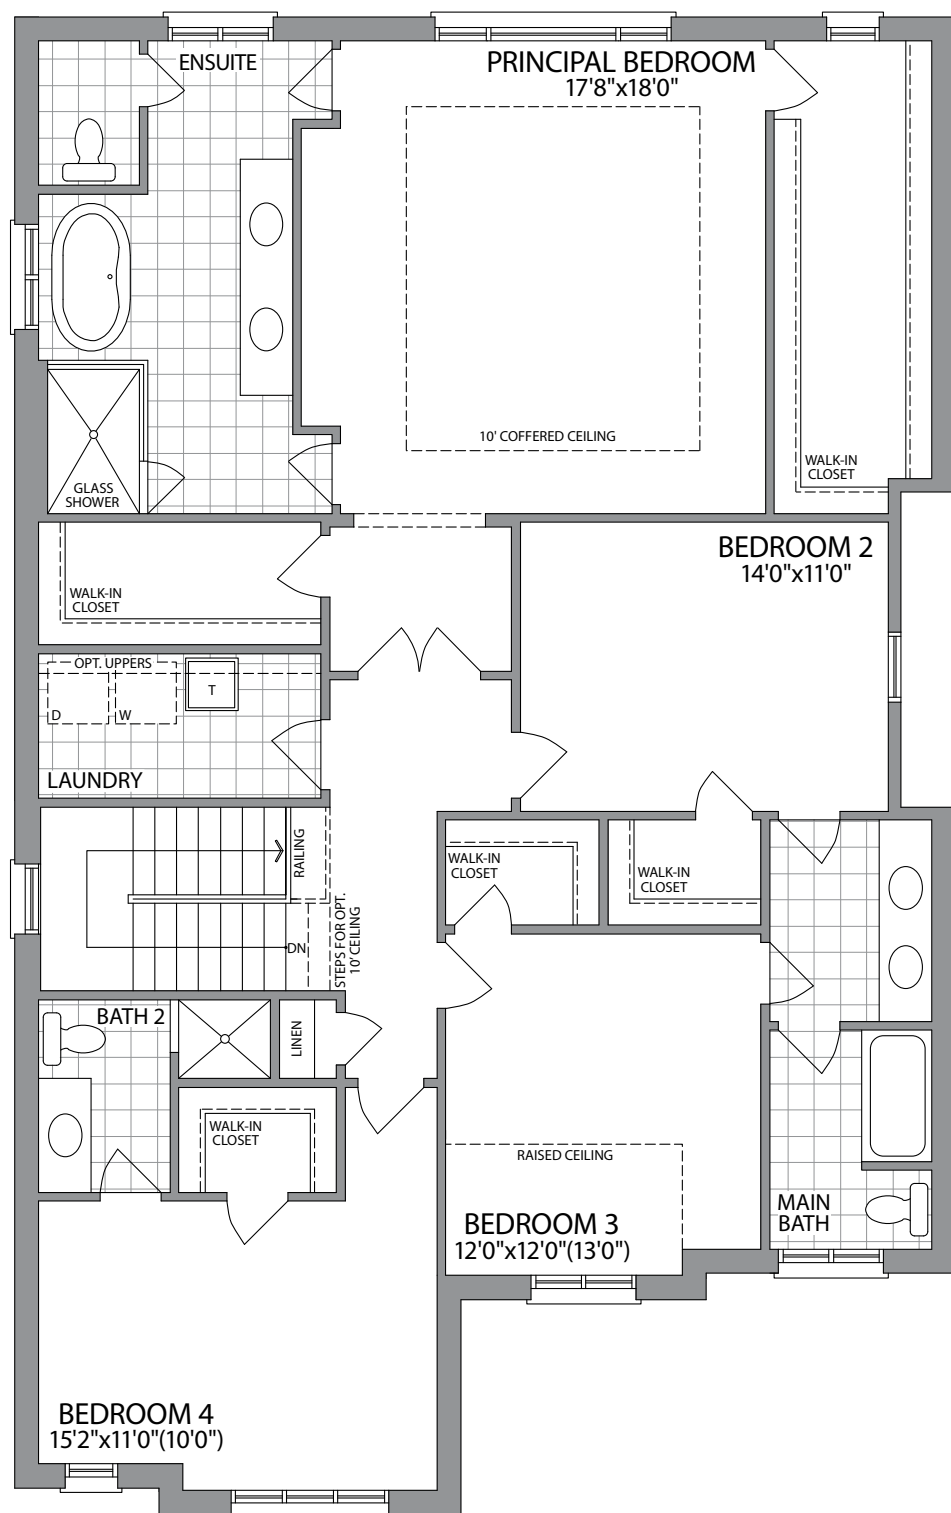 ENSUITE
PRINCIPAL BEDROOM
17'8"x18'0"
10' COFFERED CEILING
WALK-IN
CLOSET
GLASS
SHOWER
BEDROOM 2
14'0"x11'0"
WALK-IN
CLOSET
OPT. UPPERS
D
W
T
LAUNDRY
RAILING
WALK-IN
CLOSET
WALK-IN
CLOSET
DN
STEPS FOR OPT.
10' CEILING
BATH 2
LINEN
WALK-IN
CLOSET
RAISED CEILING
MAIN
BATH
BEDROOM 3
12'0"x12'0"(13'0")
BEDROOM 4
15'2"x11'0"(10'0")